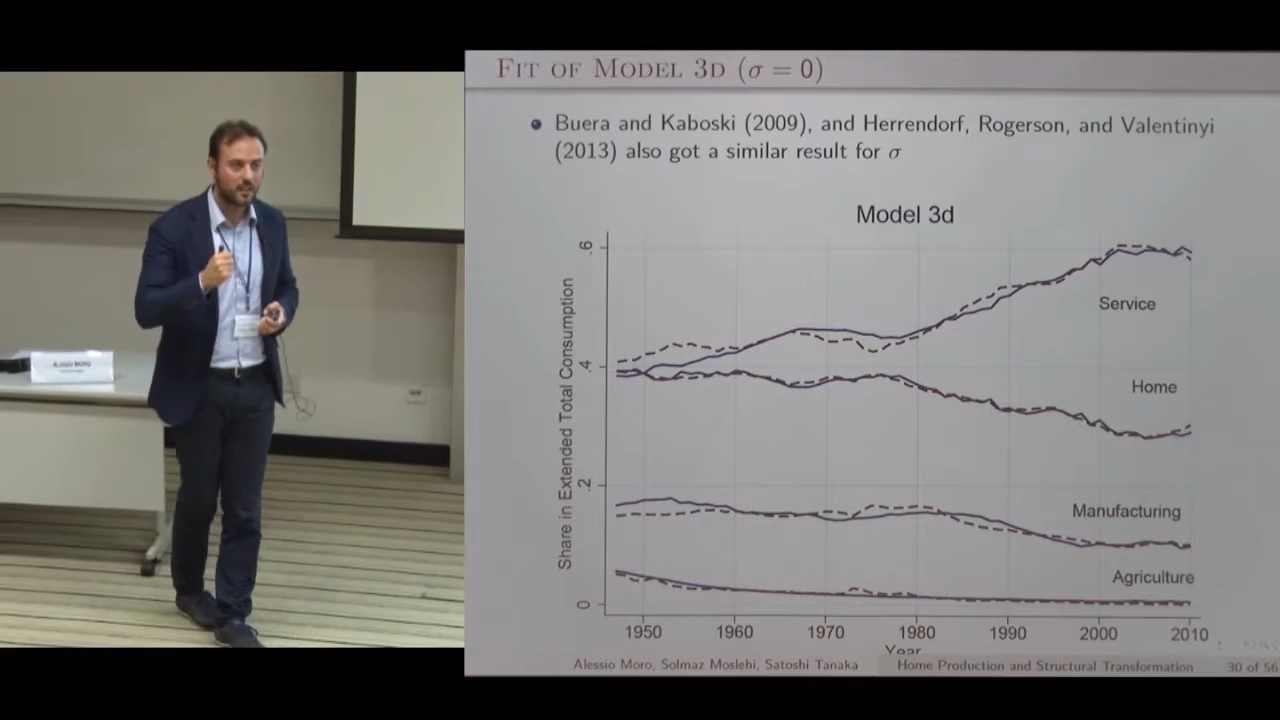 FIT OF MODEL 3D (σ = 0)
Buera and Kaboski (2009), and Herrendorf, Rogerson, and Valentinyi
(2013) also got a similar result for σ
Model 3d
Share in Extended Total Consumption
.6
.4
.2
0
Service
Home
Manufacturing
Agriculture
1950 1960 1970 1980 1990 2000 2010
Year
Alessio Moro, Solmaz Moslehi, Satoshi Tanaka Home Production and Structural Transformation 30 of 56
ALESSIO MORO